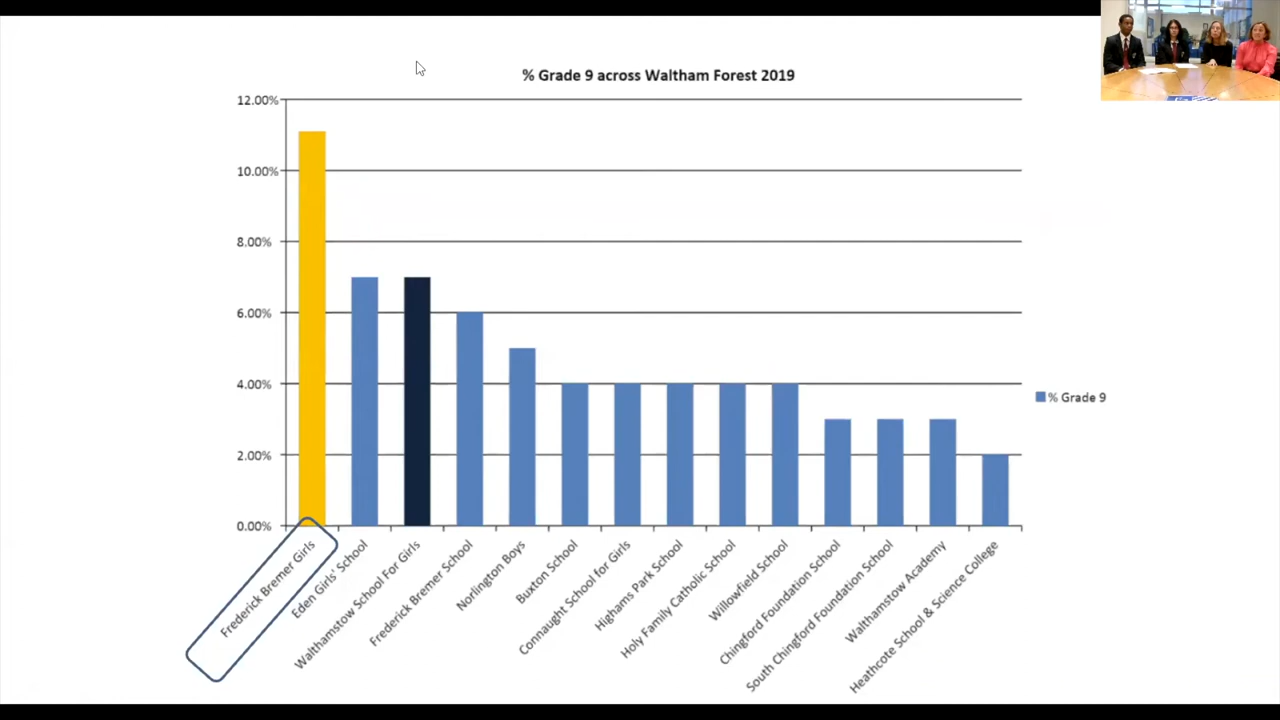 % Grade 9 across Waltham Forest 2019
12.00%
10.00%
8.00%
6.00%
4.00%
2.00%
0.00%
% Grade 9
Frederick Bremer Girls
Eden Girls' School
Walthamstow School For Girls
Frederick Bremer School
Norlington Boys
Buxton School
Connaught School for Girls
Highams Park School
Holy Family Catholic School
Willowfield School
Chingford Foundation School
South Chingford Foundation School
Walthamstow Academy
Heathcote School & Science College